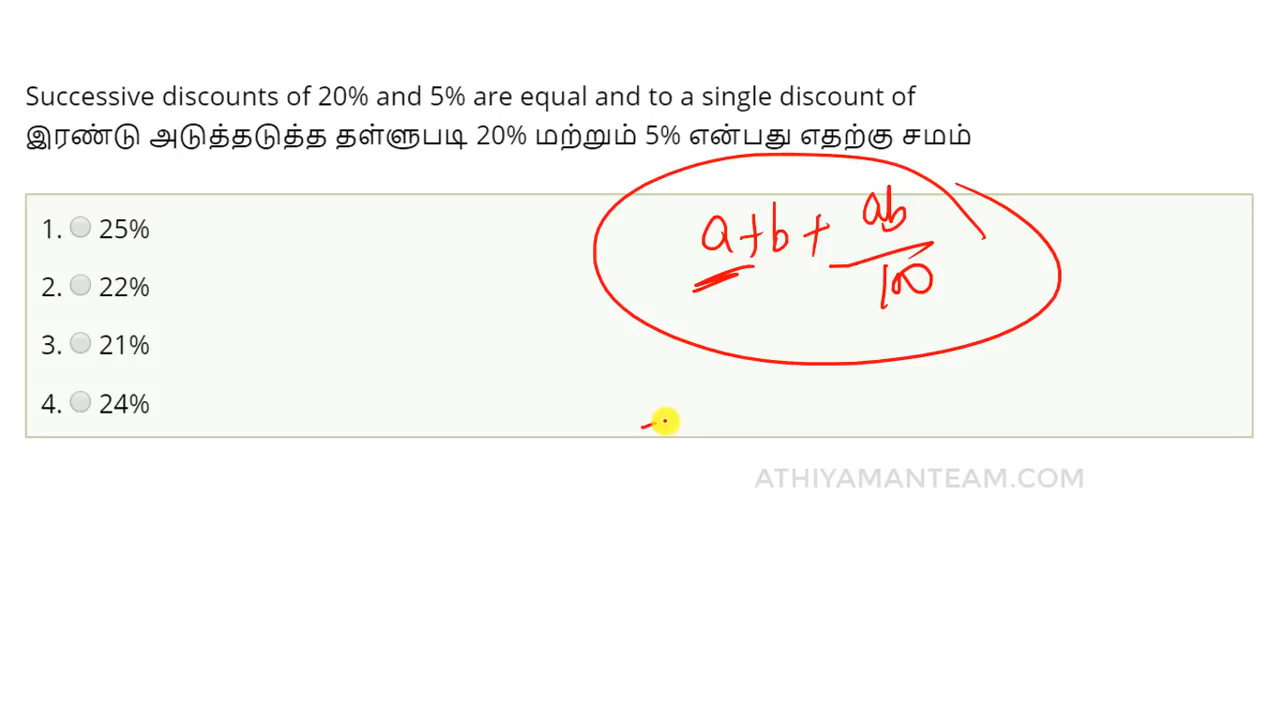 Successive discounts of 20% and 5% are equal and to a single discount of
இரண்டு அடுத்தடுத்த தள்ளுபடி 20% மற்றும் 5% என்பது எதற்கு சமம்
1. 25%
2. 22%
3. 21%
4. 24%
a+b+ ab/100
ATHIYAMANTEAM.COM